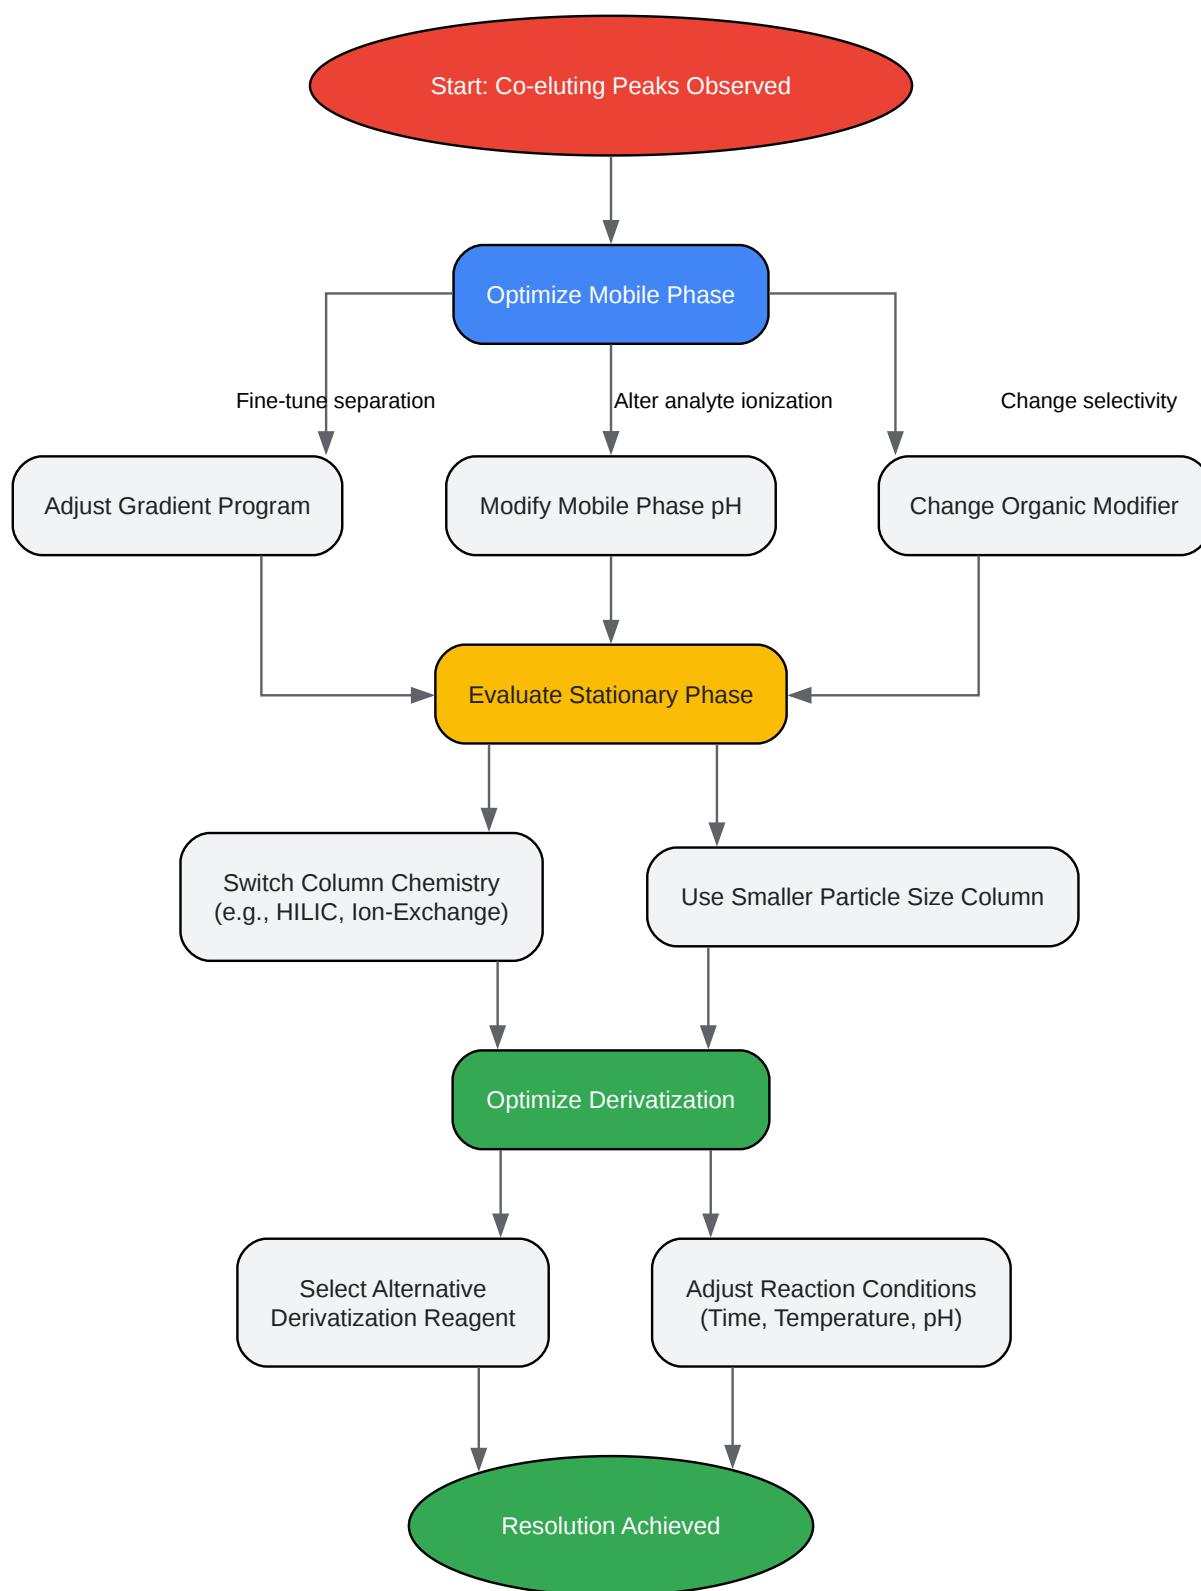 Start: Co-eluting Peaks Observed
Optimize Mobile Phase
Fine-tune separation
Alter analyte ionization
Change selectivity
Adjust Gradient Program
Modify Mobile Phase pH
Change Organic Modifier
Evaluate Stationary Phase
Switch Column Chemistry
(e.g., HILIC, Ion-Exchange)
Use Smaller Particle Size Column
Optimize Derivatization
Select Alternative
Derivatization Reagent
Adjust Reaction Conditions
(Time, Temperature, pH)
Resolution Achieved